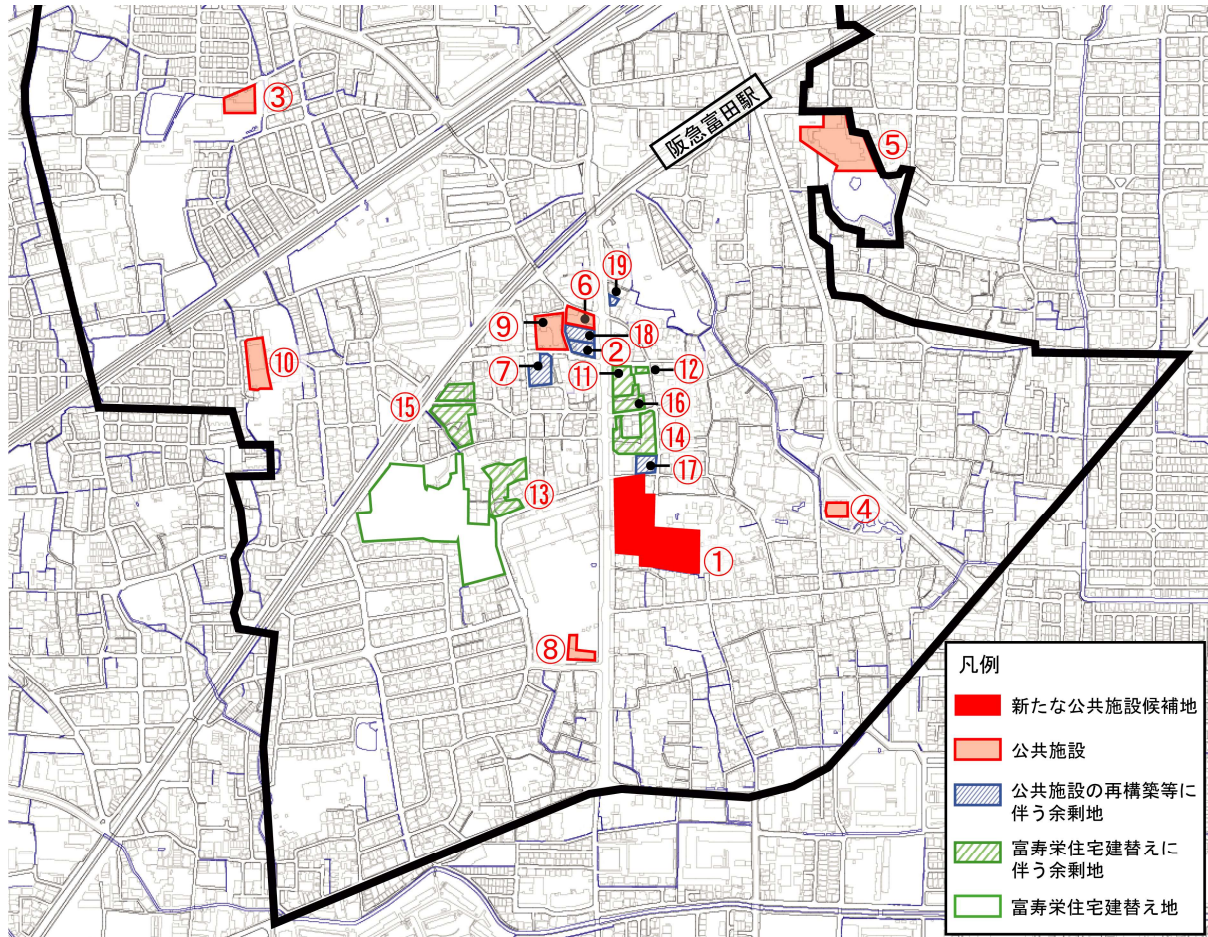 ③
阪急富田駅
⑤
⑲
⑥
⑨
⑱
②
⑩
⑦
⑪
⑫
⑮
⑯
⑭
⑰
⑬
④
①
⑧
凡例
新たな公共施設候補地
公共施設
公共施設の再構築等に
伴う余剰地
富寿栄住宅建替えに
伴う余剰地
富寿栄住宅建替え地